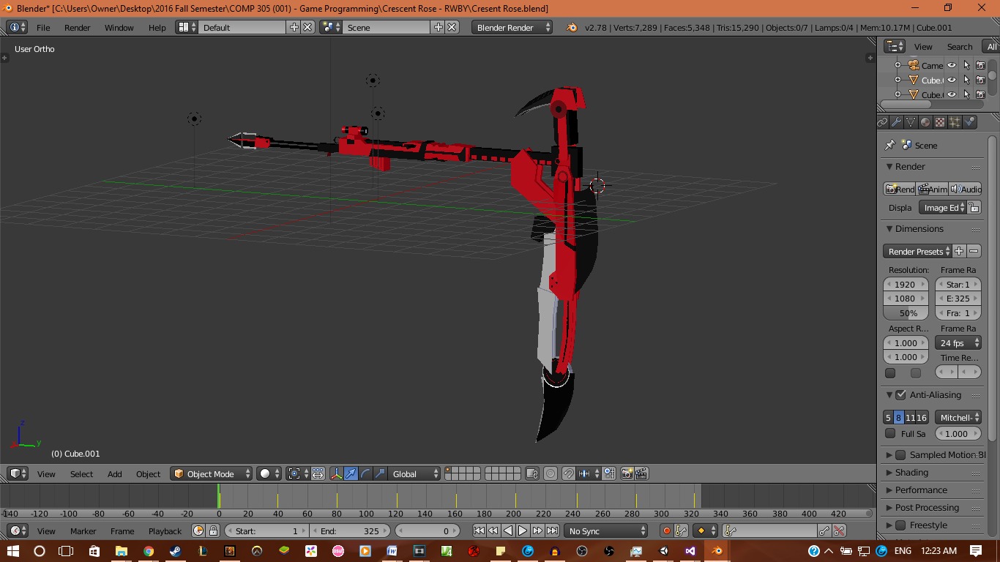 Blender* [C:\Users\Owner\Desktop\2016 Fall Semester\COMP 305 (001) - Game Programming\Crescent Rose - RWBY\Cresent Rose.blend]
File Render Window Help Default Scene Blender Render v2.78 | Verts:7,289 | Faces:5,348 | Tris:15,290 | Objects:0/7 | Lamps:0/4 | Mem:10.17M | Cube.001
User Ortho
View Search All
Came
Cube.
Cube.
Scene
Render
Rend Anim Audio
Displa Image Ed
Dimensions
Render Presets
Resolution: Frame Ra
1920 Star: 1
1080 E: 325
50% Fra: 1
Aspect R... Frame Ra
1.000 24 fps
1.000 Time Re...
Anti-Aliasing
5 8 11 16 Mitchell-
Full Sa 1.000
Sampled Motion Bl
Shading
Performance
Post Processing
Freestyle
z
y
(0) Cube.001
View Select Add Object Object Mode Global
-140 -120 -100 -80 -60 -40 -20 0 20 40 60 80 100 120 140 160 180 200 220 240 260 280 300 320 340 360 380 400 420
View Marker Frame Playback Start: 1 End: 325 0 No Sync
osu!
ENG 12:23 AM